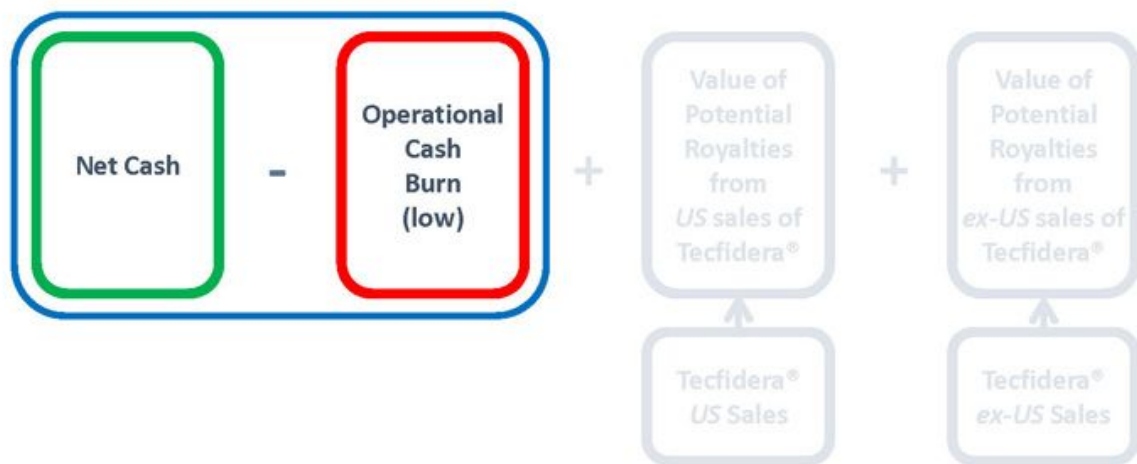 Net Cash
-
Operational
Cash
Burn
(low)
+
Value of
Potential
Royalties
from
US sales of
Tecfidera®
+
Value of
Potential
Royalties
from
ex-US sales of
Tecfidera®
Tecfidera®
US Sales
Tecfidera®
ex-US Sales